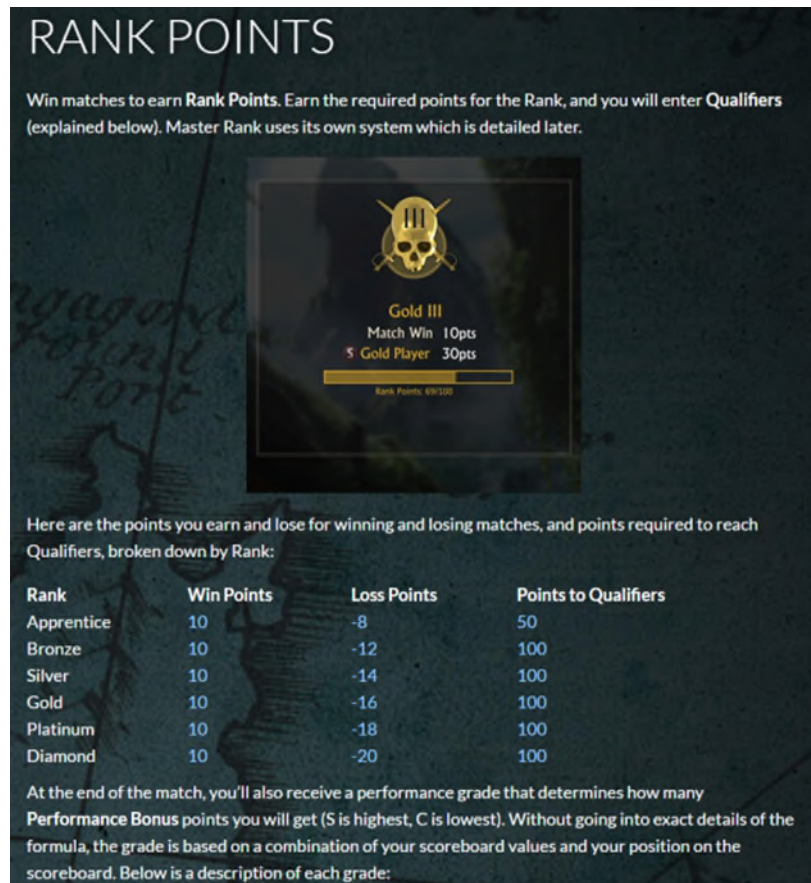 RANK POINTS
Win matches to earn Rank Points. Earn the required points for the Rank, and you will enter Qualifiers
(explained below). Master Rank uses its own system which is detailed later.
III
Gold III
Match Win 10pts
S Gold Player 30pts
Rank Points: 69/100
Here are the points you earn and lose for winning and losing matches, and points required to reach
Qualifiers, broken down by Rank:
Rank Win Points Loss Points Points to Qualifiers
Apprentice 10 -8 50
Bronze 10 -12 100
Silver 10 -14 100
Gold 10 -16 100
Platinum 10 -18 100
Diamond 10 -20 100
At the end of the match, you'll also receive a performance grade that determines how many
Performance Bonus points you will get (S is highest, C is lowest). Without going into exact details of the
formula, the grade is based on a combination of your scoreboard values and your position on the
scoreboard. Below is a description of each grade: